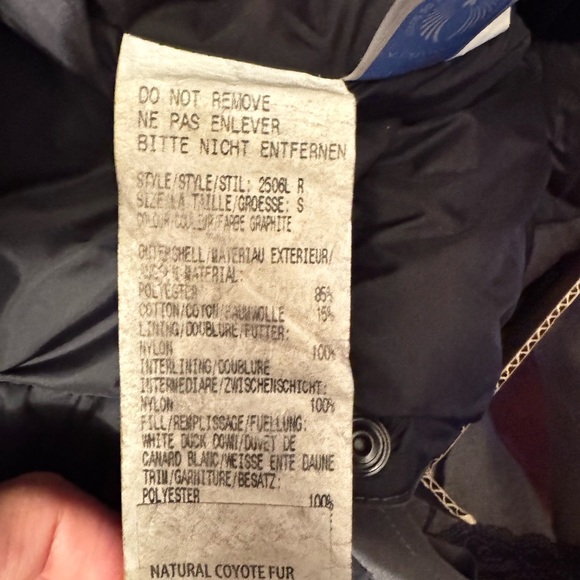 DO NOT REMOVE
NE PAS ENLEVER
BITTE NICHT ENTFERNEN
STYLE/STYLE/STIL: 2506L R
SIZE/LA TAILLE/GROESSE: S
COLOUR/COULEUR/FARBE GRAPHITE
OUTERSHELL/MATERIAU EXTERIEUR/
MATERIAL:
POLYESTER 85%
COTTON/COTON/BAUMWOLLE 15%
LINING/DOUBLURE/FUTTER:
NYLON 100%
INTERLINING/DOUBLURE
INTERMEDIARE/ZWISCHENSCHICHT:
NYLON 100%
FILL/REMPLISSAGE/FUELLUNG:
WHITE DUCK DOWN/DUVET DE
CANARD BLANC/WEISSE ENTE DAUNE
TRIM/GARNITURE/BESATZ:
POLYESTER 100%
NATURAL COYOTE FUR